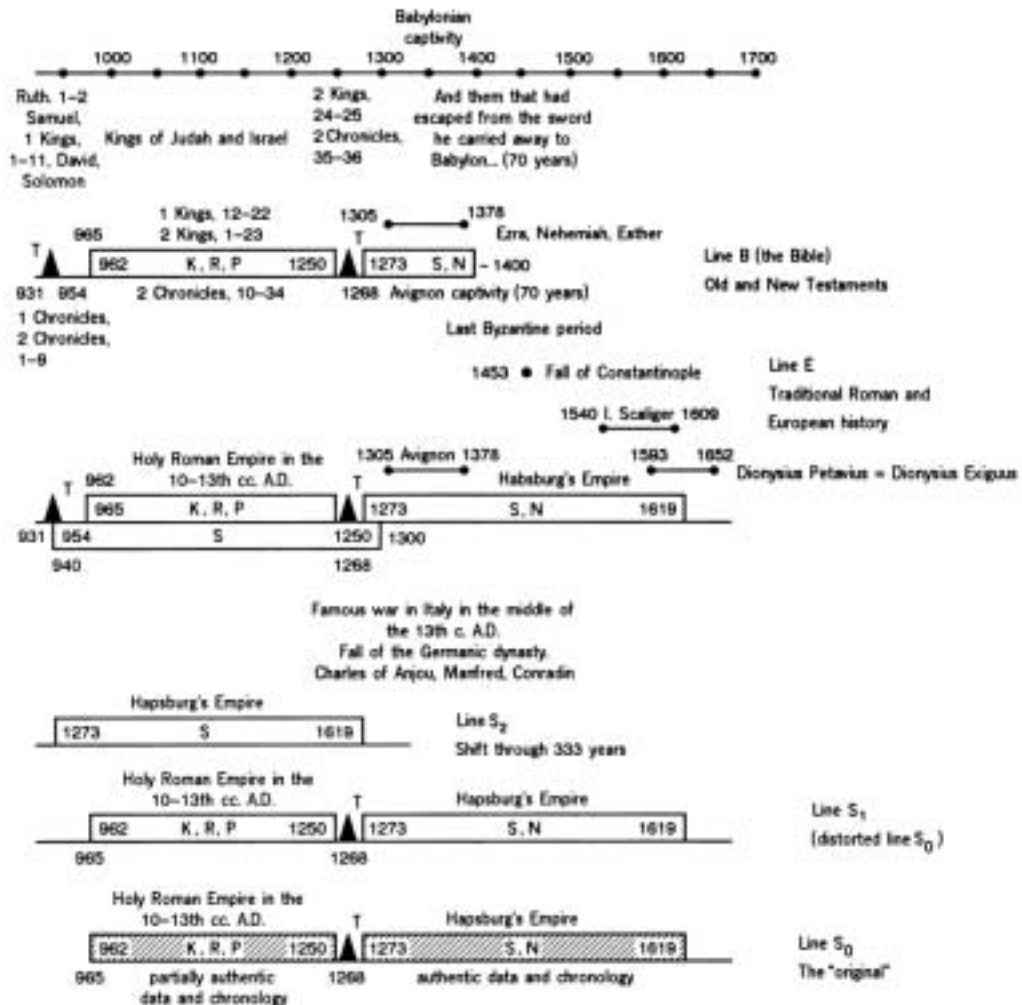 Babylonian
captivity
1000 1100 1200 1300 1400 1500 1600 1700
Ruth. 1–2
Samuel,
1 Kings,
1–11, David,
Solomon
Kings of Judah and Israel
2 Kings,
24–25
2 Chronicles,
35–36
And them that had
escaped from the sword
he carried away to
Babylon... (70 years)
1 Kings, 12–22
2 Kings, 1–23
965
1305 1378
Ezra, Nehemiah, Esther
T
T
962 K, R, P 1250
1273 S, N – 1400
Line B (the Bible)
Old and New Testaments
931 954
2 Chronicles, 10–34
1268 Avignon captivity (70 years)
1 Chronicles,
2 Chronicles,
1–9
Last Byzantine period
1453 • Fall of Constantinople
Line E
Traditional Roman and
European history
1540 I. Scaliger 1609
Holy Roman Empire in the
10–13th cc. A.D.
1305 Avignon 1378
1583 1652
Dionysius Petavius = Dionysius Exiguus
T
962
T
Habsburg's Empire
965 K, R, P
1273 S, N 1619
931 954 S 1250 1300
940 1268
Famous war in Italy in the middle of
the 13th c. A.D.
Fall of the Germanic dynasty.
Charles of Anjou, Manfred, Conradin
Hapsburg's Empire
1273 S 1619
Line S2
Shift through 333 years
Holy Roman Empire in the
10–13th cc. A.D.
T
Hapsburg's Empire
962 K, R, P 1250
1273 S, N 1619
965 1268
Line S1
(distorted line S0)
Holy Roman Empire in the
10–13th cc. A.D.
T
Hapsburg's Empire
962 K, R, P 1250
1273 S, N 1619
965
partially authentic
data and chronology
1268
authentic data and chronology
Line S0
The "original"